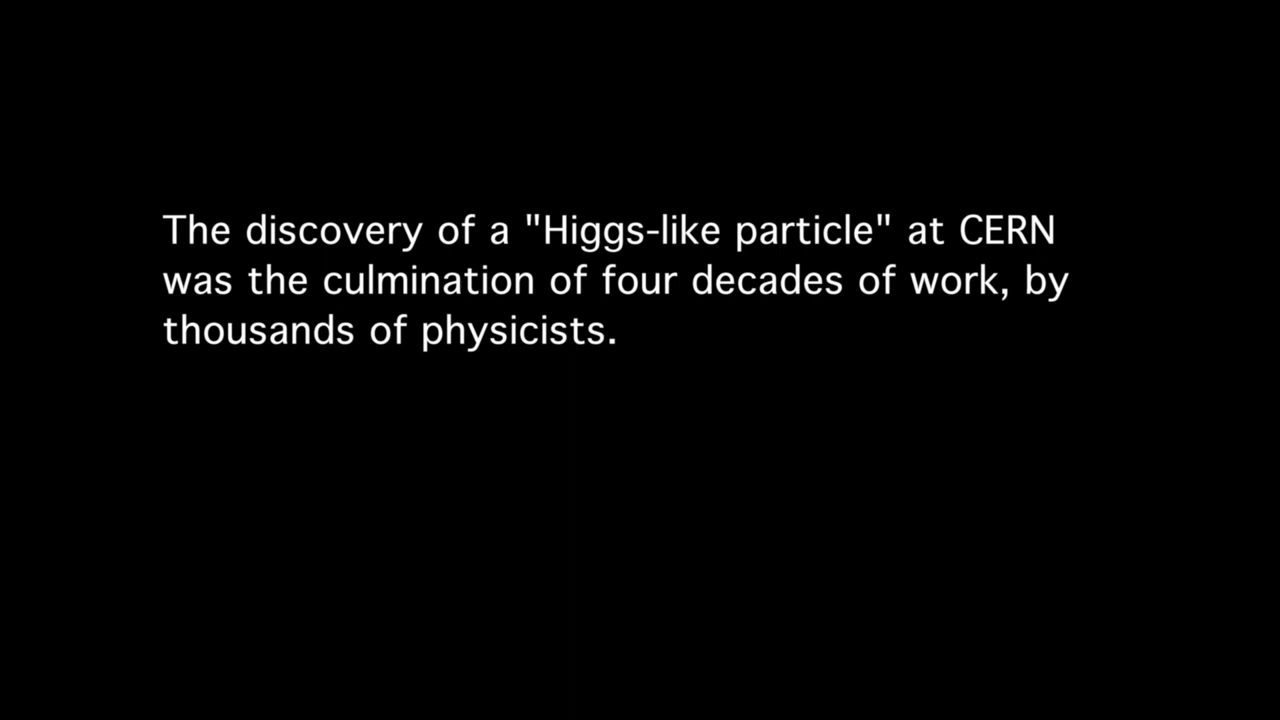 The discovery of a "Higgs-like particle" at CERN
was the culmination of four decades of work, by
thousands of physicists.